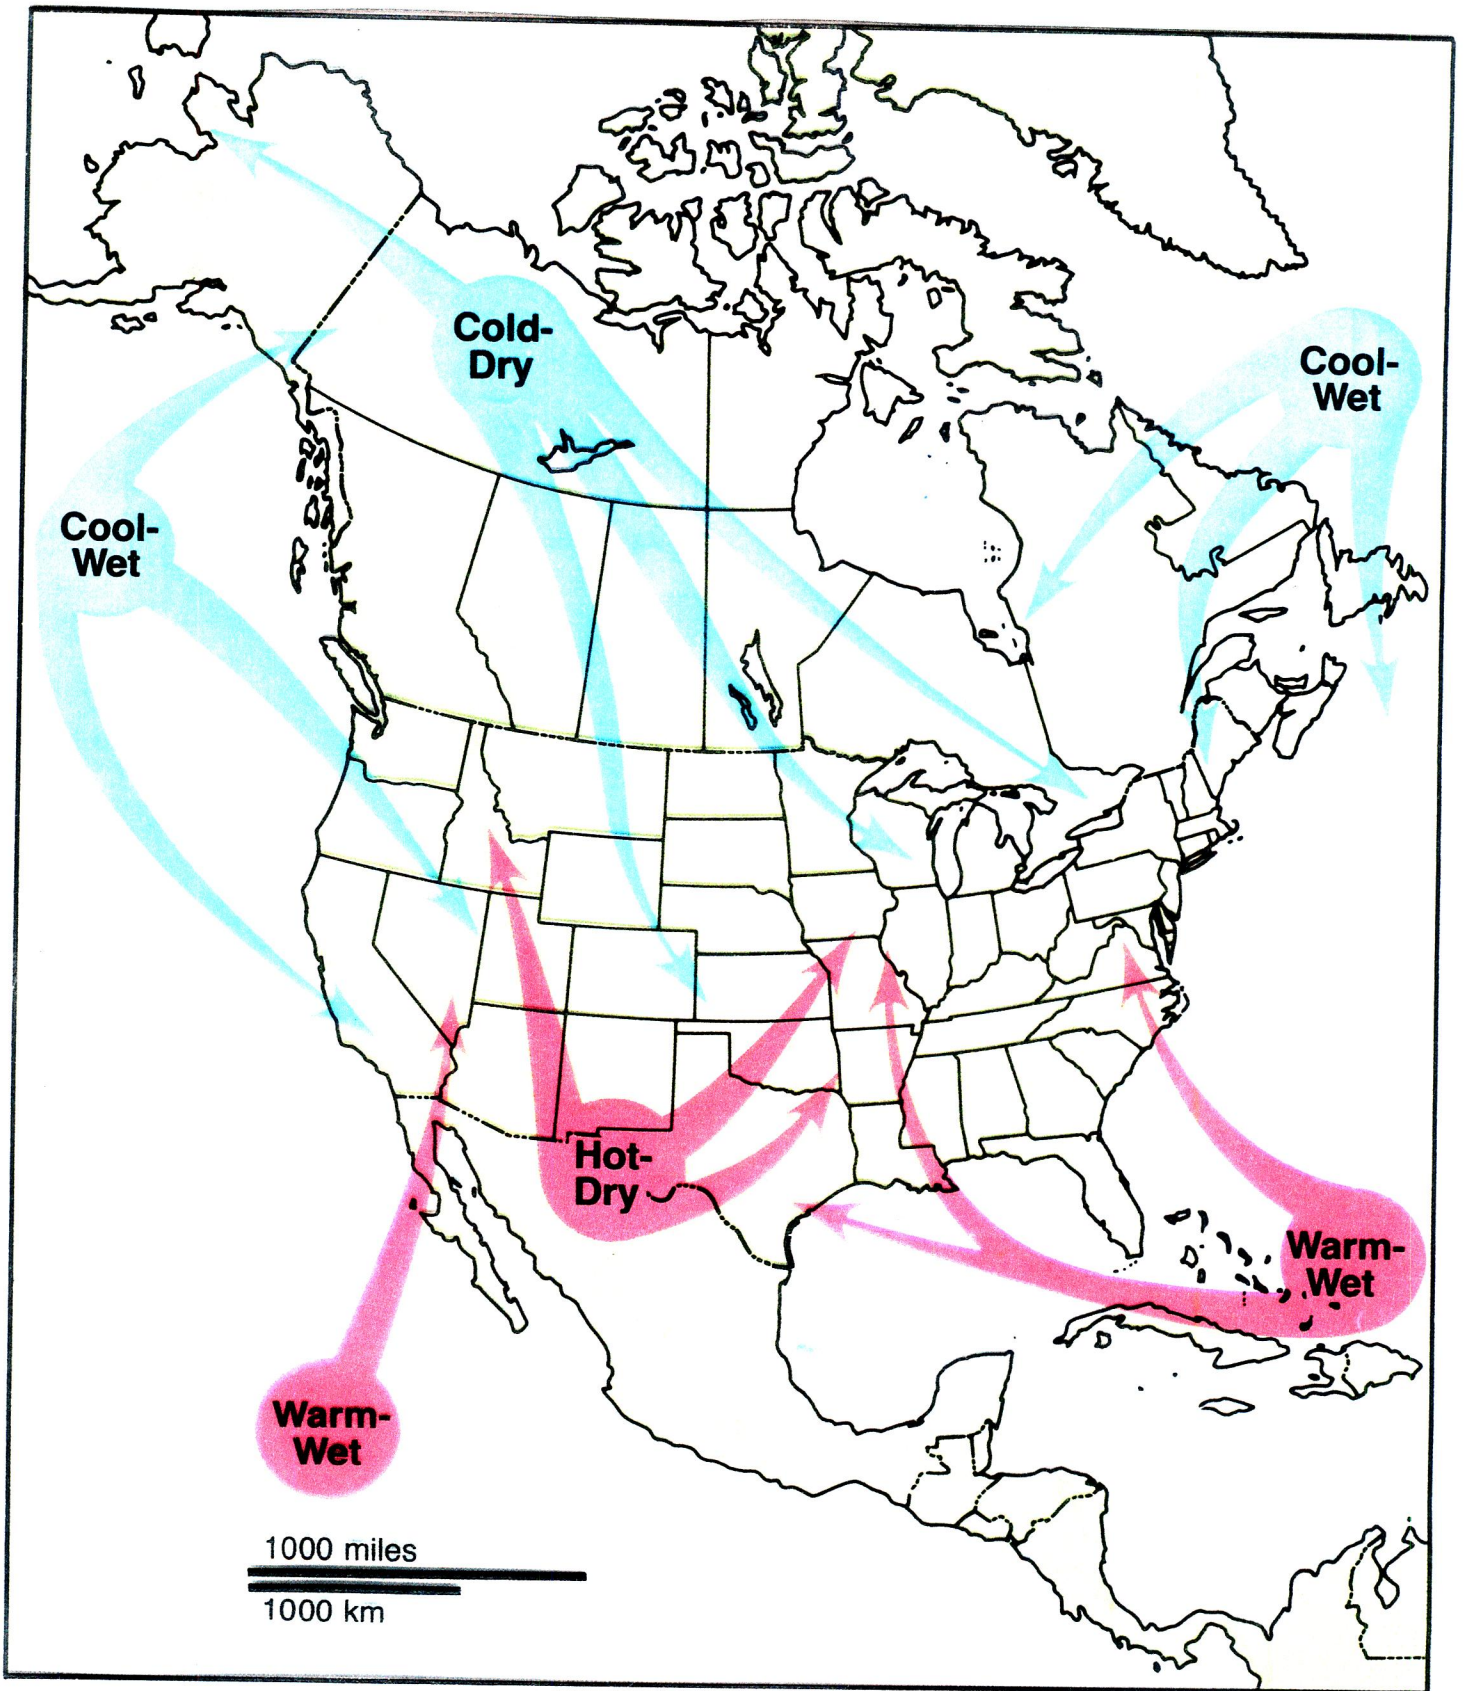 Cold-
Dry
Cool-
Wet
Cool-
Wet
Hot-
Dry
Warm-
Wet
Warm-
Wet
1000 miles
1000 km